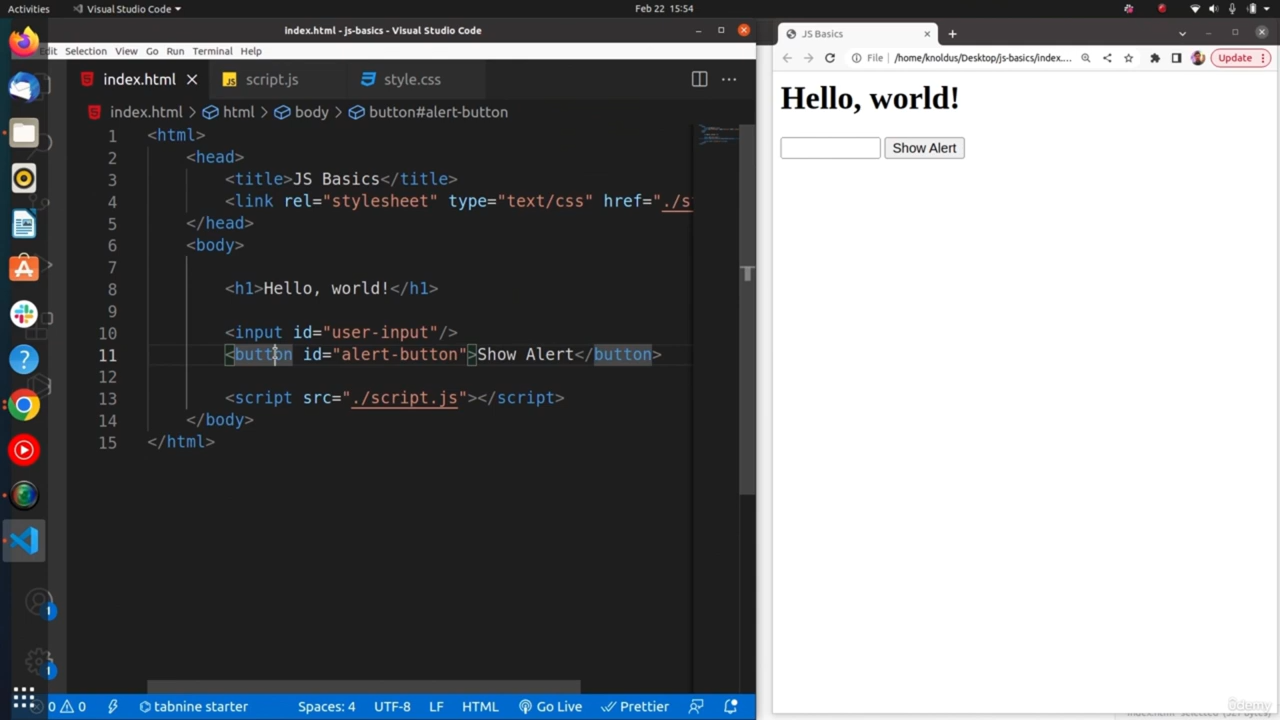 Activities
Visual Studio Code
Feb 22 15:54
index.html - js-basics - Visual Studio Code
Edit Selection View Go Run Terminal Help
index.html
script.js
style.css
index.html > html > body > button#alert-button
1 <html>
2 <head>
3 <title>JS Basics</title>
4 <link rel="stylesheet" type="text/css" href="./s
5 </head>
6 <body>
7
8 <h1>Hello, world!</h1>
9
10 <input id="user-input"/>
11 <button id="alert-button">Show Alert</button>
12
13 <script src="./script.js"></script>
14 </body>
15 </html>
1
1
0 0 tabnine starter Spaces: 4 UTF-8 LF HTML Go Live Prettier
JS Basics
File /home/knoldus/Desktop/js-basics/index.... Update
Hello, world!
Show Alert
ûdemy